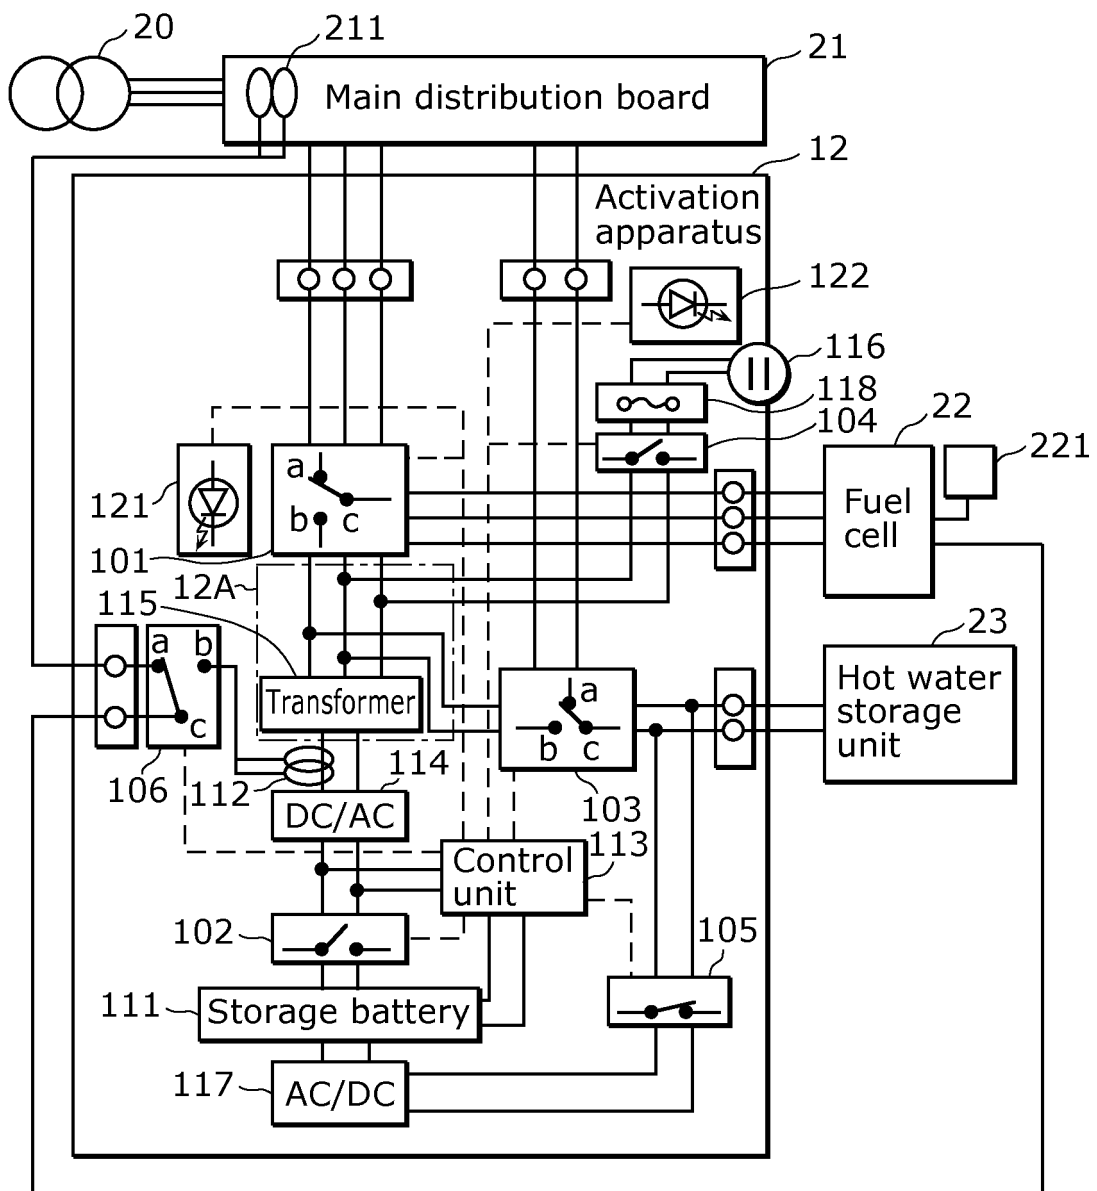 20
211
21
Main distribution board
12
Activation
apparatus
122
116
118
104
22
221
a
b c
121
101
Fuel
cell
12A
115
23
a b
c
Transformer
a
b c
Hot water
storage
unit
106
112
114
103
DC/AC
113
Control
unit
102
105
111
Storage battery
117
AC/DC